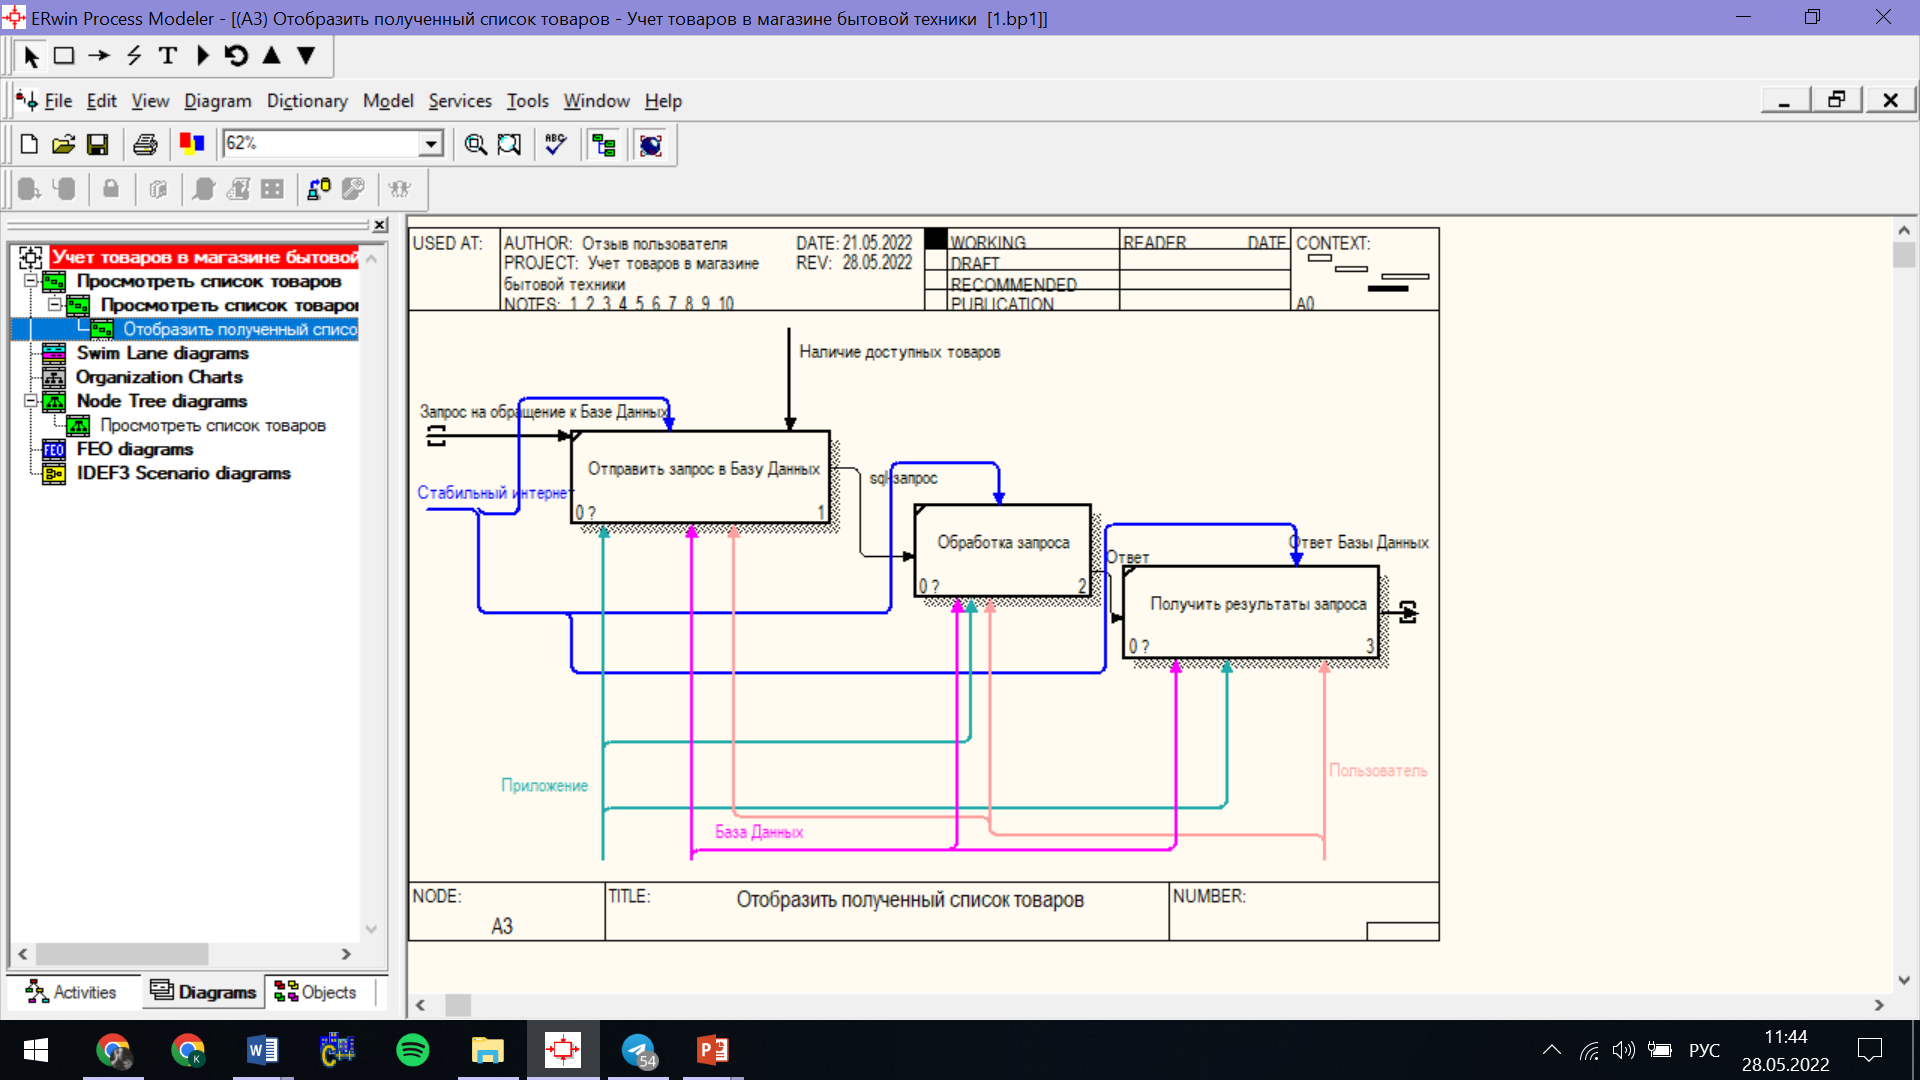 ERwin Process Modeler - [(A3) Отобразить полученный список товаров - Учет товаров в магазине бытовой техники  [1.bp1]]
T
File Edit View Diagram Dictionary Model Services Tools Window Help
62%
ABC
Учет товаров в магазине бытовой
Просмотреть список товаров
Просмотреть список товаров
Отобразить полученный списо
Swim Lane diagrams
Organization Charts
Node Tree diagrams
Просмотреть список товаров
FEO FEO diagrams
IDEF3 Scenario diagrams
Activities Diagrams Objects
USED AT:
AUTHOR: Отзыв пользователя DATE: 21.05.2022
PROJECT: Учет товаров в магазине REV: 28.05.2022
бытовой техники
NOTES: 1 2 3 4 5 6 7 8 9 10
WORKING
DRAFT
RECOMMENDED
PUBLICATION
READER DATE
CONTEXT:
A0
Наличие доступных товаров
Запрос на обращение к Базе Данных
Отправить запрос в Базу Данных
0 ? 1
Стабильный интернет
sql-запрос
Обработка запроса
0 ? 2
Ответ
Ответ Базы Данных
Получить результаты запроса
0 ? 3
Приложение
База Данных
Пользователь
NODE:
A3
TITLE:
Отобразить полученный список товаров
NUMBER:
K
W
C
54
P
РУС
11:44
28.05.2022